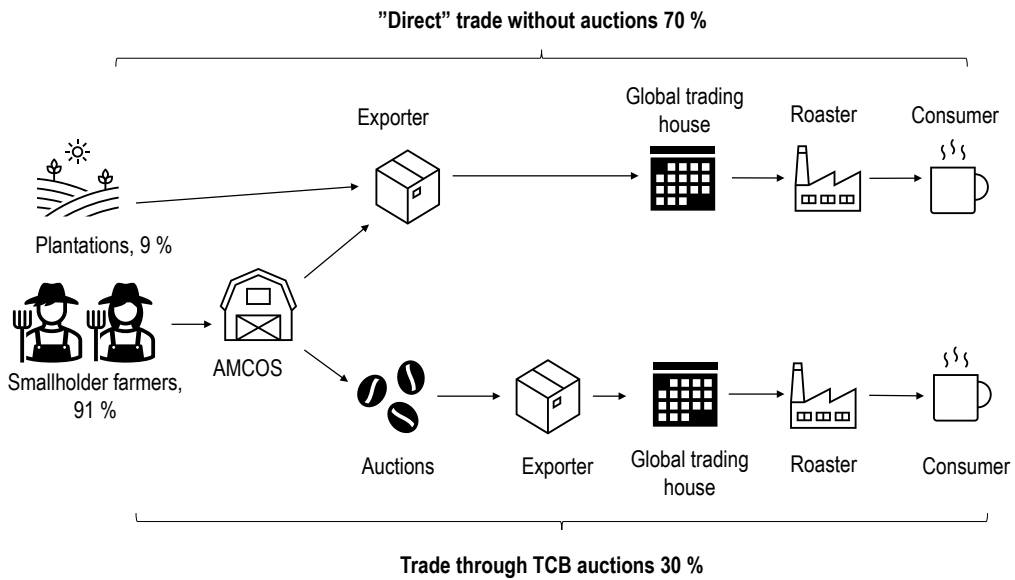 ”Direct” trade without auctions 70 %
Exporter
Global trading
house
Roaster
Consumer
Plantations, 9 %
Smallholder farmers,
91 %
AMCOS
Auctions
Exporter
Global trading
house
Roaster
Consumer
Trade through TCB auctions 30 %